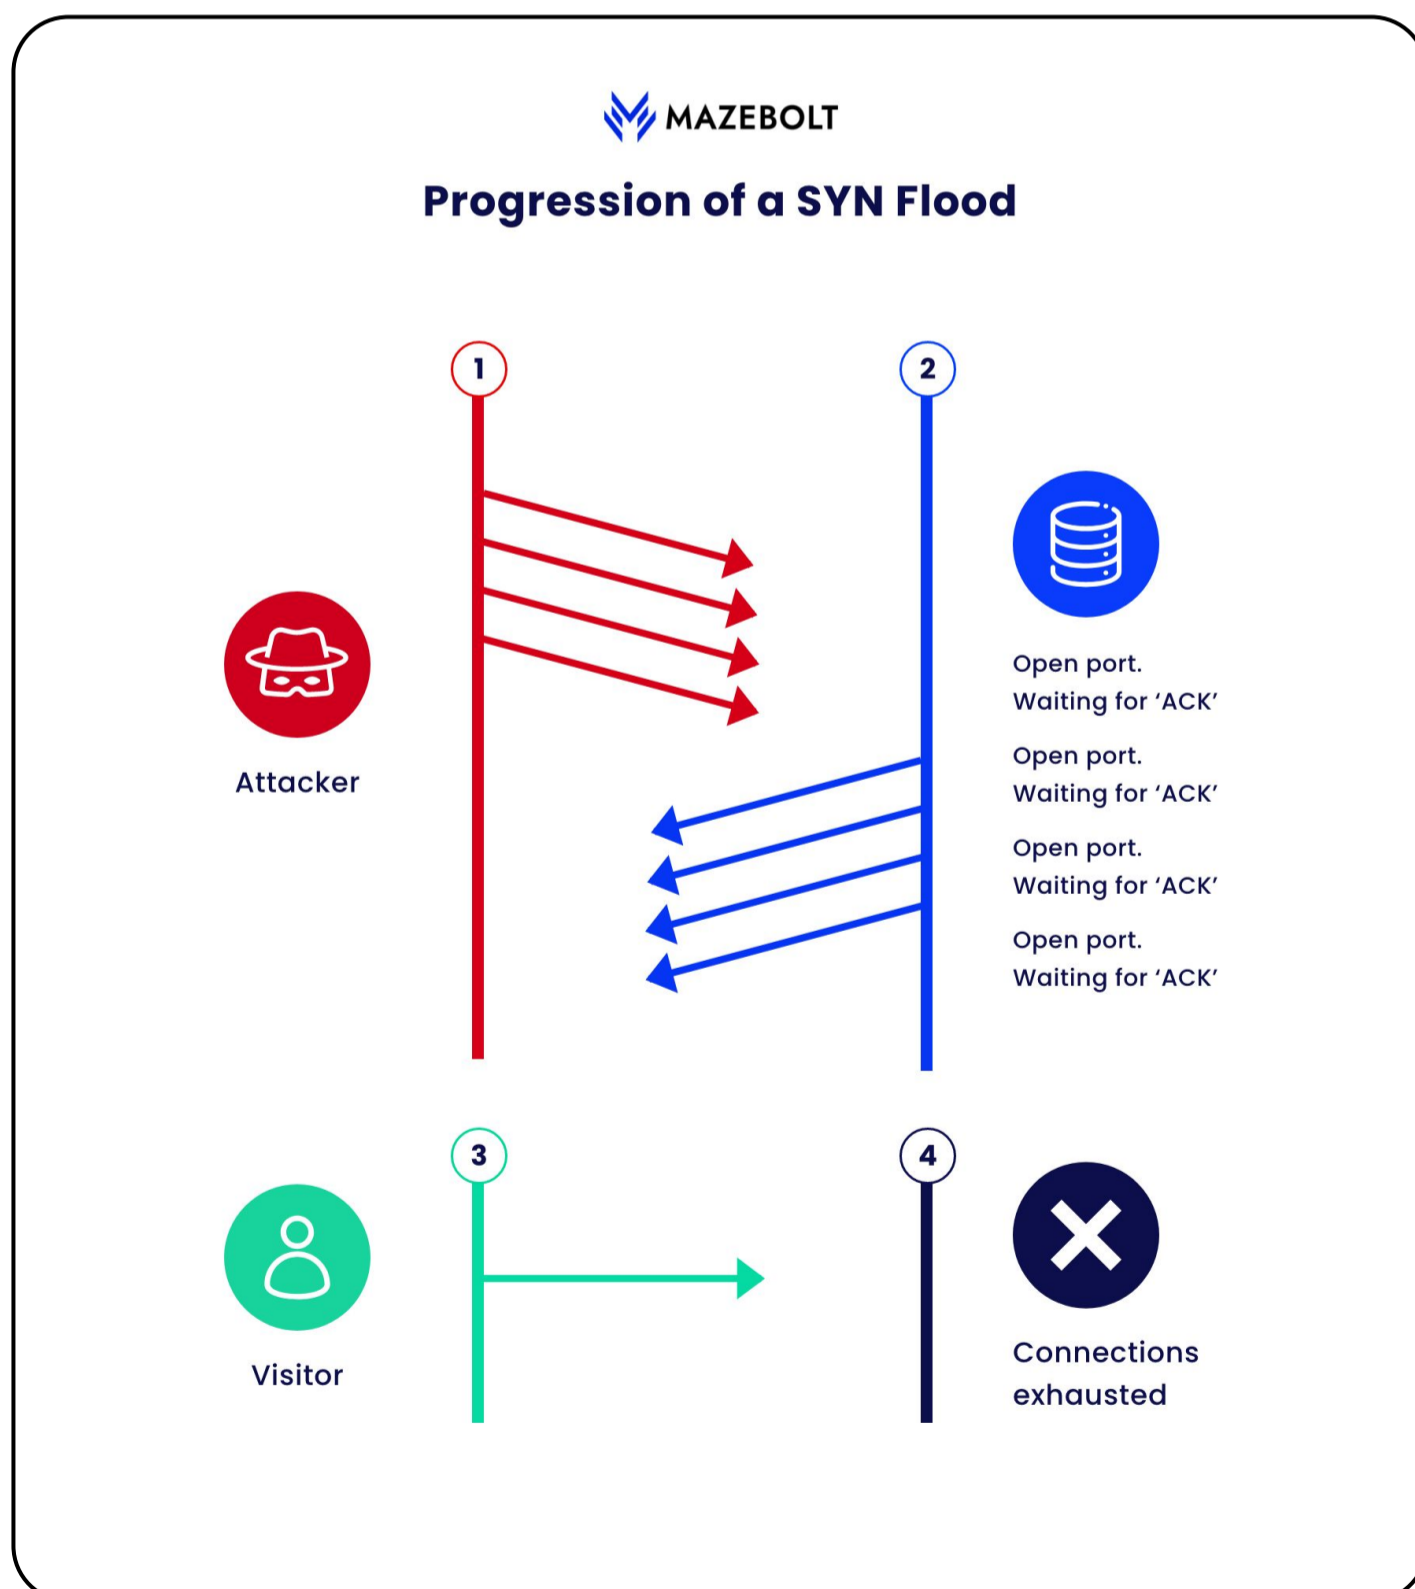 MAZEBOLT
Progression of a SYN Flood
1
2
Attacker
Open port.
Waiting for ‘ACK’
Open port.
Waiting for ‘ACK’
Open port.
Waiting for ‘ACK’
Open port.
Waiting for ‘ACK’
3
4
Visitor
Connections
exhausted